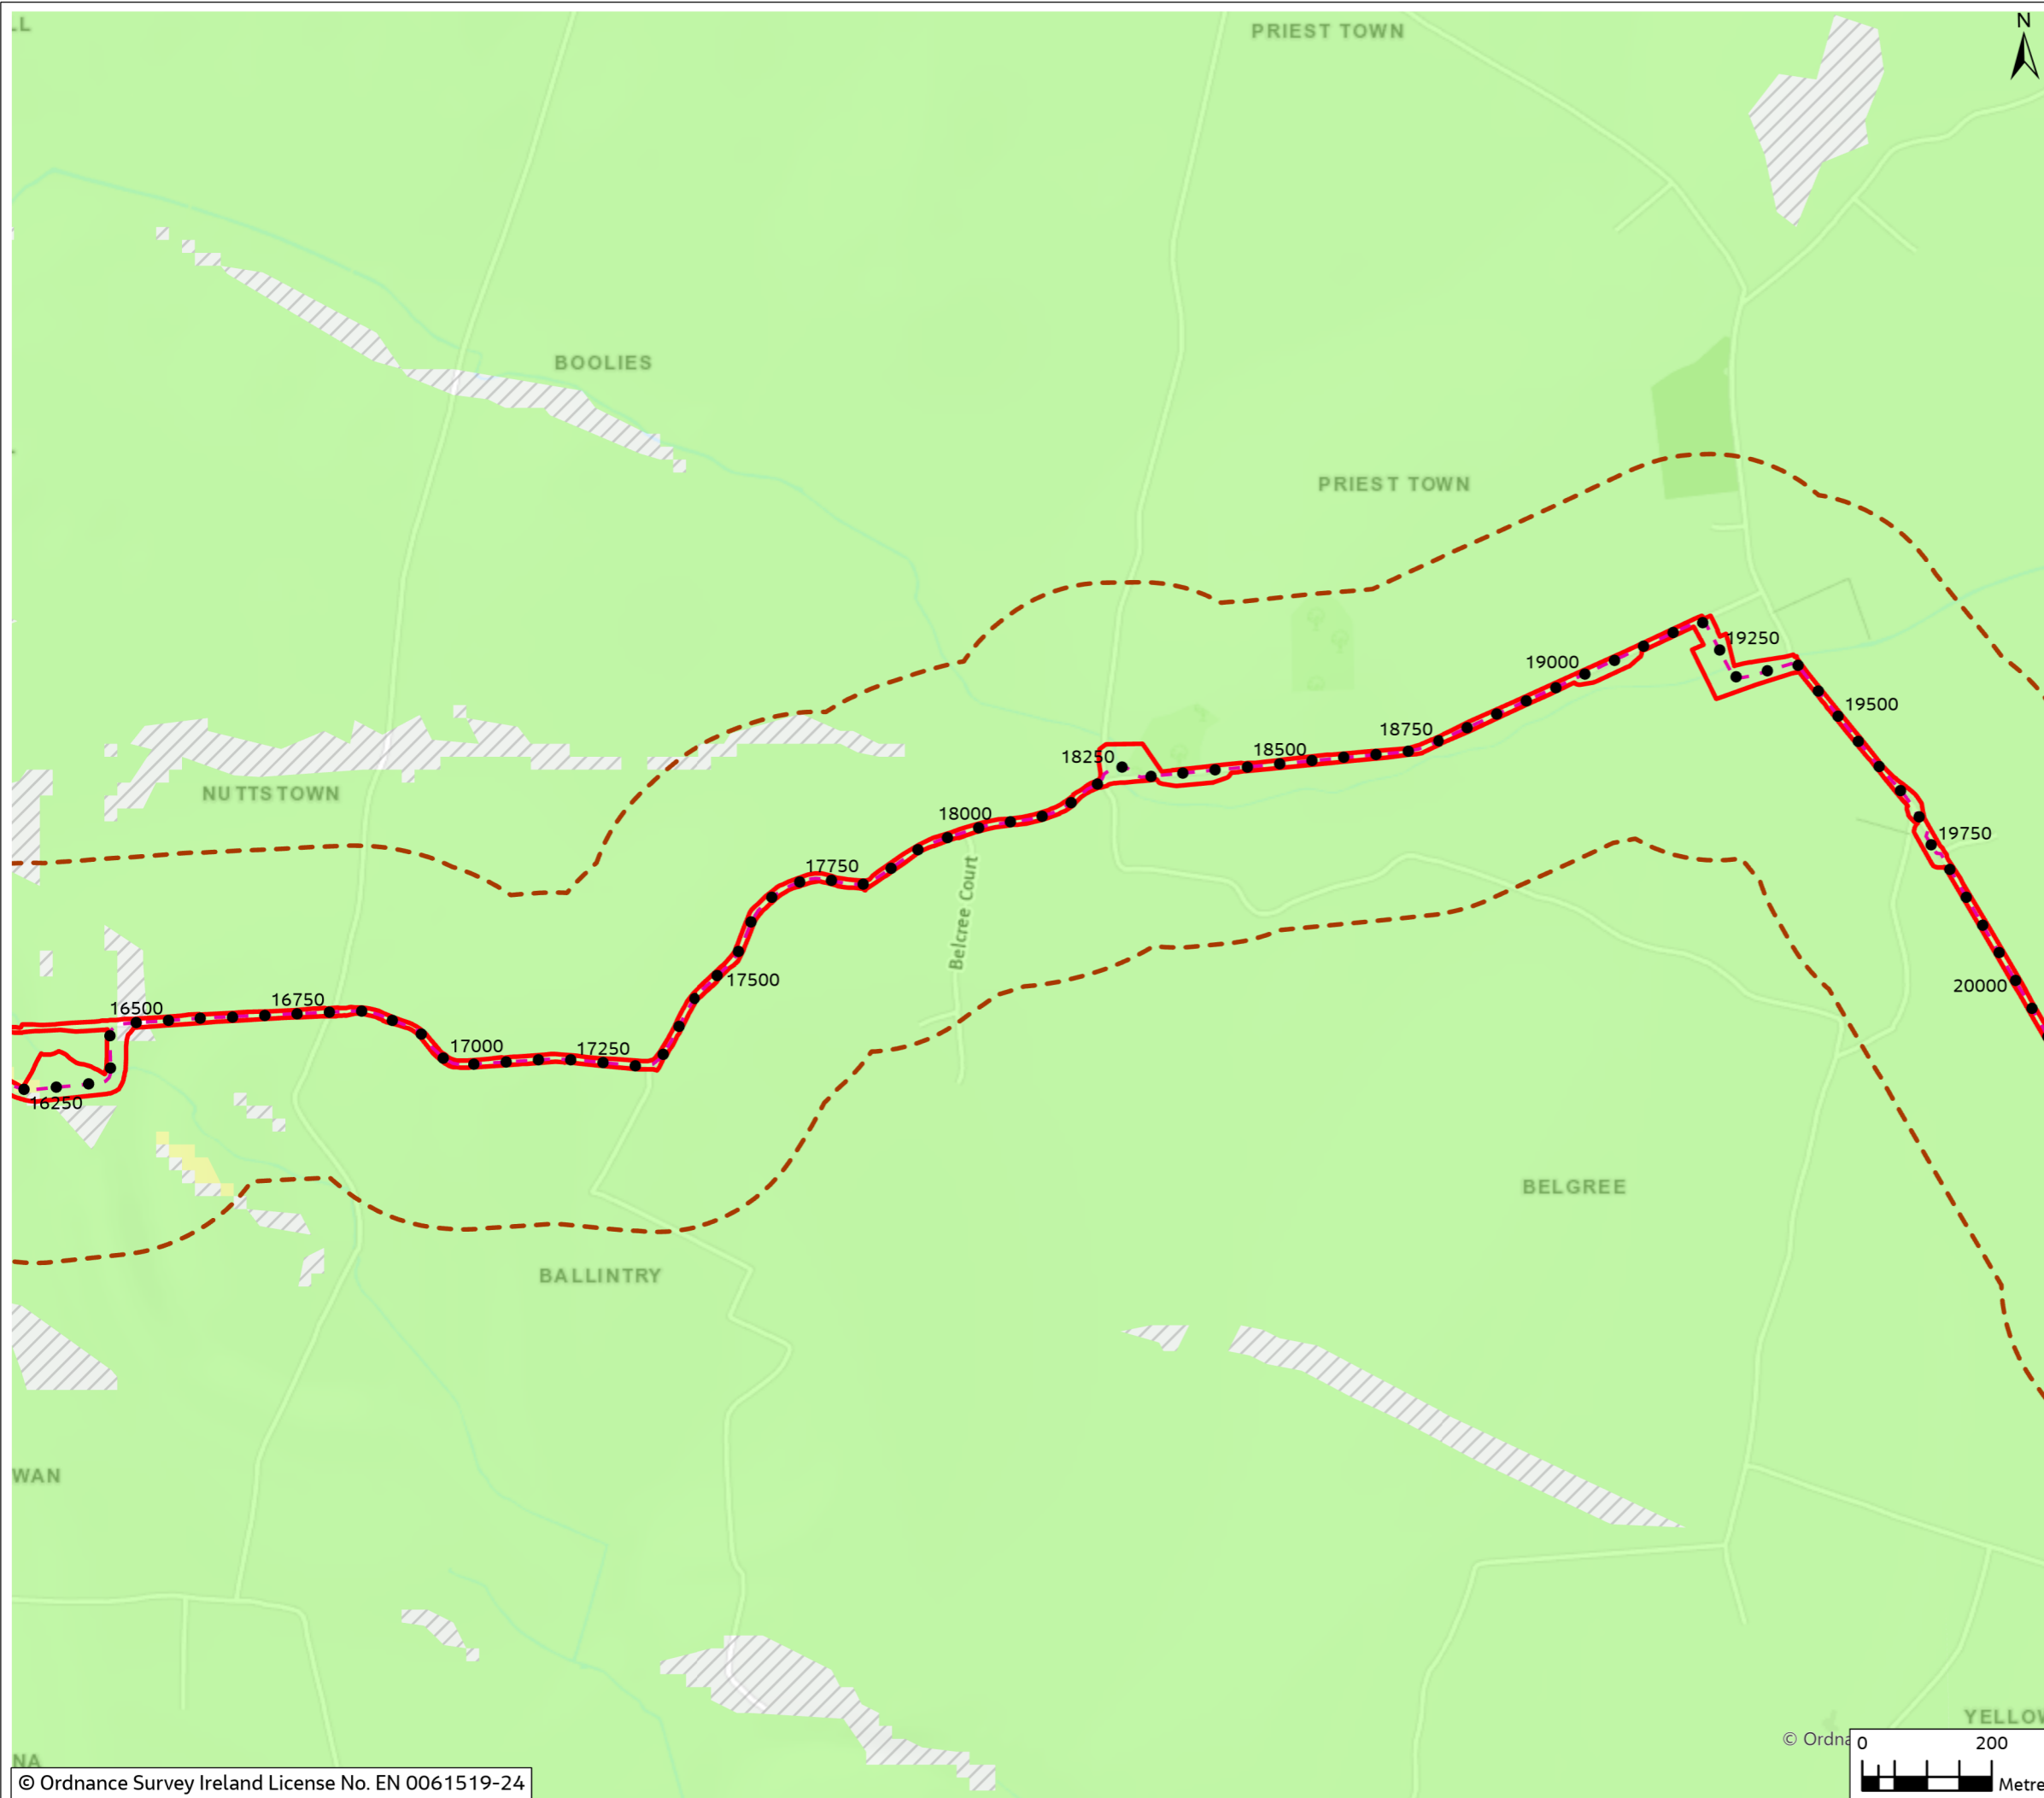 LL
PRIEST TOWN
N
BOOLIES
PRIEST TOWN
19250
19000
19500
18750
18500
18250
NUTTSTOWN
18000
19750
17750
Belcree Court
17500
20000
16750
16500
17000
17250
16250
BELGREE
BALLINTRY
WAN
YELLOW
© Ordna
0 200
Metre
NA
© Ordnance Survey Ireland License No. EN 0061519-24